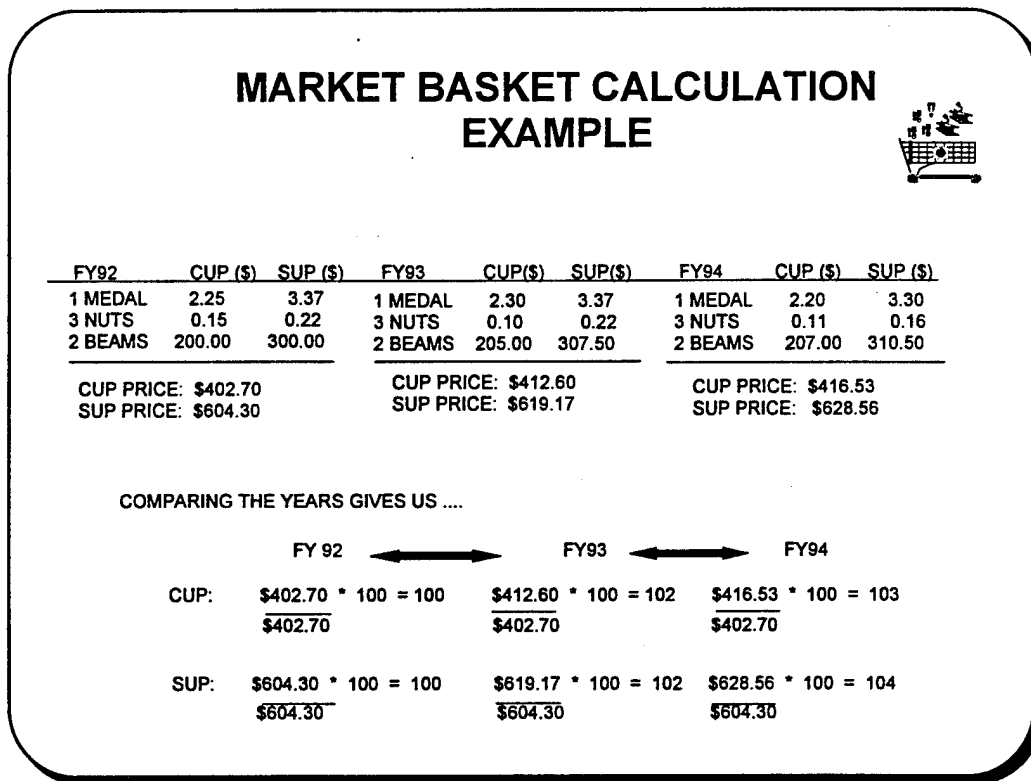 MARKET BASKET CALCULATION
EXAMPLE
FY92 CUP ($) SUP ($) FY93 CUP($) SUP($) FY94 CUP ($) SUP ($)
1 MEDAL 2.25 3.37 1 MEDAL 2.30 3.37 1 MEDAL 2.20 3.30
3 NUTS 0.15 0.22 3 NUTS 0.10 0.22 3 NUTS 0.11 0.16
2 BEAMS 200.00 300.00 2 BEAMS 205.00 307.50 2 BEAMS 207.00 310.50
CUP PRICE: $402.70 CUP PRICE: $412.60 CUP PRICE: $416.53
SUP PRICE: $604.30 SUP PRICE: $619.17 SUP PRICE: $628.56
COMPARING THE YEARS GIVES US ....
FY 92 FY93 FY94
CUP: $402.70 * 100 = 100 $412.60 * 100 = 102 $416.53 * 100 = 103
$402.70 $402.70 $402.70
SUP: $604.30 * 100 = 100 $619.17 * 100 = 102 $628.56 * 100 = 104
$604.30 $604.30 $604.30